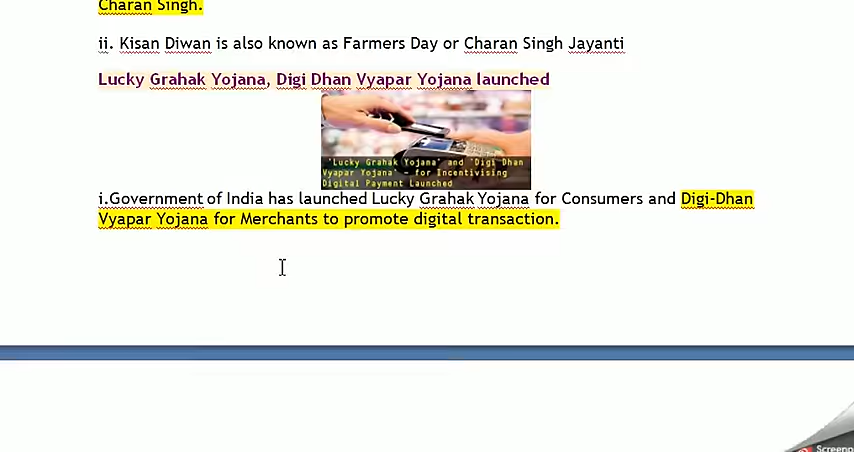 Charan Singh.
ii. Kisan Diwan is also known as Farmers Day or Charan Singh Jayanti
Lucky Grahak Yojana, Digi Dhan Vyapar Yojana launched
'Lucky Grahak Yojana' and 'Digi Dhan
Vyapar Yojana' - for Incentivising
Digital Payment Launched
i.Government of India has launched Lucky Grahak Yojana for Consumers and Digi-Dhan
Vyapar Yojana for Merchants to promote digital transaction.